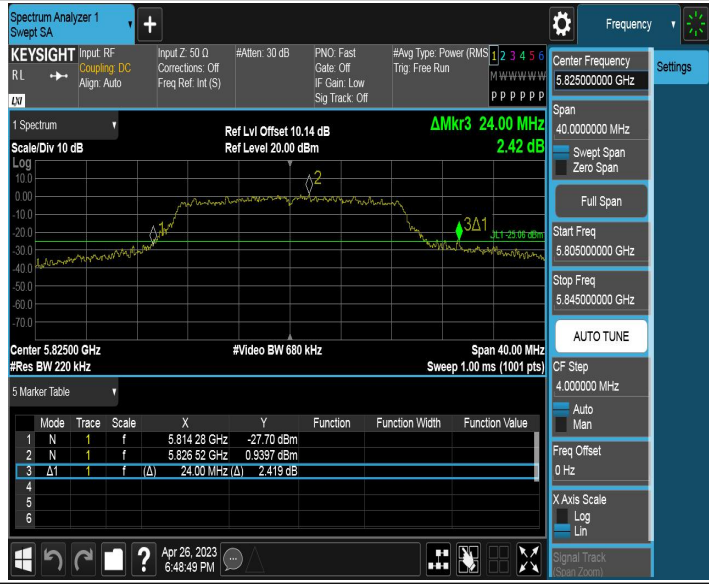 Spectrum Analyzer 1
Swept SA
Frequency
KEYSIGHT
RL
LXI
Input: RF
Coupling: DC
Align: Auto
Input Z: 50 Ω
Corrections: Off
Freq Ref: Int (S)
#Atten: 30 dB
PNO: Fast
Gate: Off
IF Gain: Low
Sig Track: Off
#Avg Type: Power (RMS
Trig: Free Run
1 2 3 4 5 6
M W W W W W
P P P P P P
Center Frequency
5.825000000 GHz
Settings
Span
40.0000000 MHz
Swept Span
Zero Span
Full Span
Start Freq
5.805000000 GHz
Stop Freq
5.845000000 GHz
AUTO TUNE
CF Step
4.000000 MHz
Auto
Man
Freq Offset
0 Hz
X Axis Scale
Log
Lin
Signal Track
(Span Zoom)
1 Spectrum
Scale/Div 10 dB
Ref Lvl Offset 10.14 dB
Ref Level 20.00 dBm
ΔMkr3 24.00 MHz
2.42 dB
Log
10.0
0.00
-10.0
-20.0
-30.0
-40.0
-50.0
-60.0
-70.0
1
2
3Δ1
DL1 -25.06 dBm
Center 5.82500 GHz
#Video BW 680 kHz
Span 40.00 MHz
#Res BW 220 kHz
Sweep 1.00 ms (1001 pts)
5 Marker Table
Mode Trace Scale X Y Function Function Width Function Value
1 N 1 f 5.814 28 GHz -27.70 dBm
2 N 1 f 5.826 52 GHz 0.9397 dBm
3 Δ1 1 f (Δ) 24.00 MHz (Δ) 2.419 dB
4
5
6
?
Apr 26, 2023
6:48:49 PM